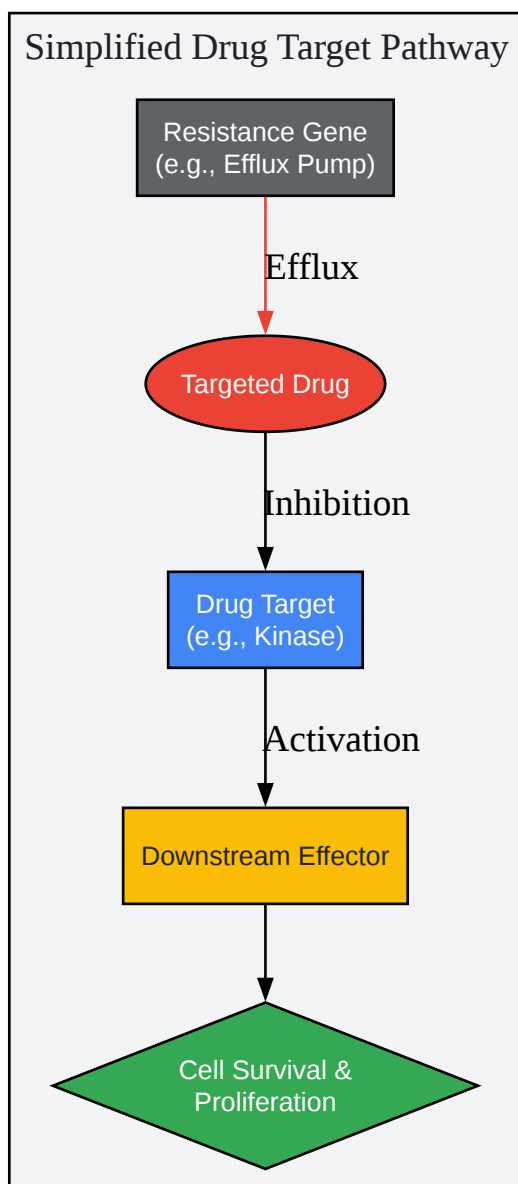 Simplified Drug Target Pathway
Resistance Gene
(e.g., Efflux Pump)
Efflux
Targeted Drug
Inhibition
Drug Target
(e.g., Kinase)
Activation
Downstream Effector
Cell Survival &
Proliferation